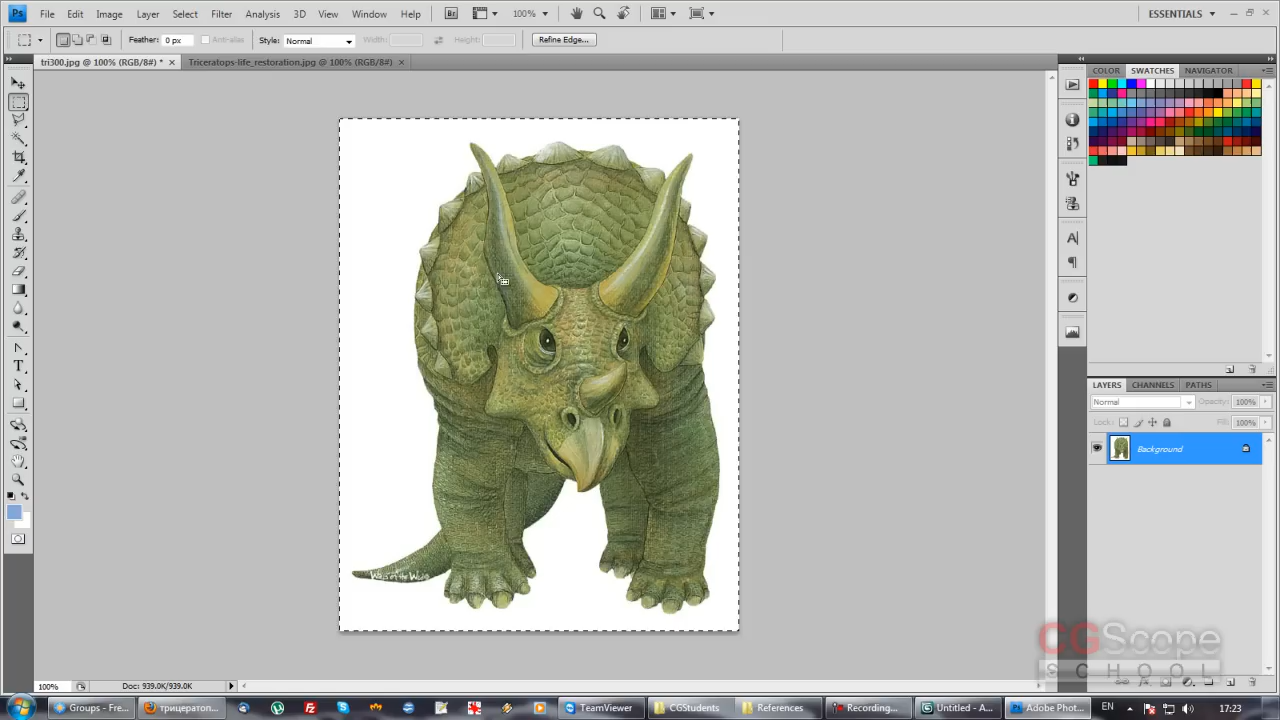 Ps File Edit Image Layer Select Filter Analysis 3D View Window Help Br 100% ESSENTIALS
Feather: 0 px Anti-alias Style: Normal Width: Height: Refine Edge...
tri300.jpg @ 100% (RGB/8#) * × Triceratops-life_restoration.jpg @ 100% (RGB/8#) ×
COLOR SWATCHES NAVIGATOR
LAYERS CHANNELS PATHS
Normal Opacity: 100%
Lock: Fill: 100%
Background
CGScope
SCHOOL
100% Doc: 939.0K/939.0K
Groups - Fre... трицератоп... TeamViewer CGStudents References Recording... Untitled - A... Adobe Phot... EN 17:23